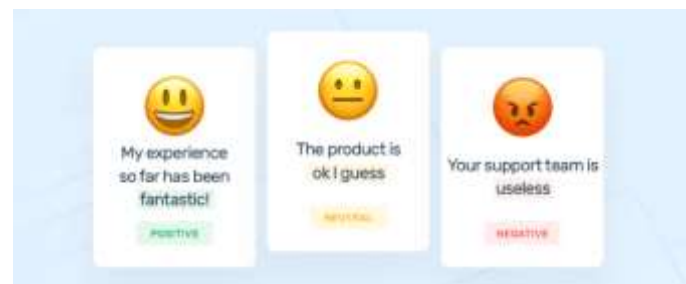 My experience
so far has been
fantastic!
POSITIVE
The product is
ok I guess
NEUTRAL
Your support team is
useless
NEGATIVE